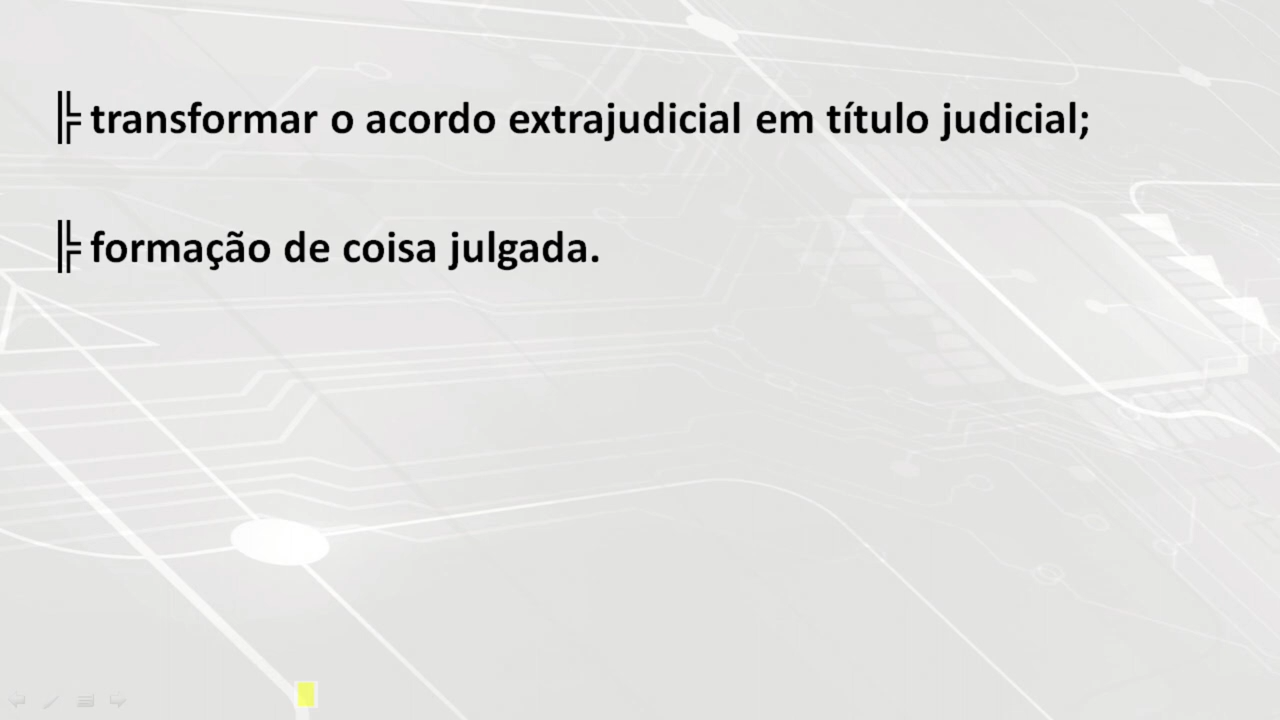 ╠ transformar o acordo extrajudicial em título judicial;
╠ formação de coisa julgada.